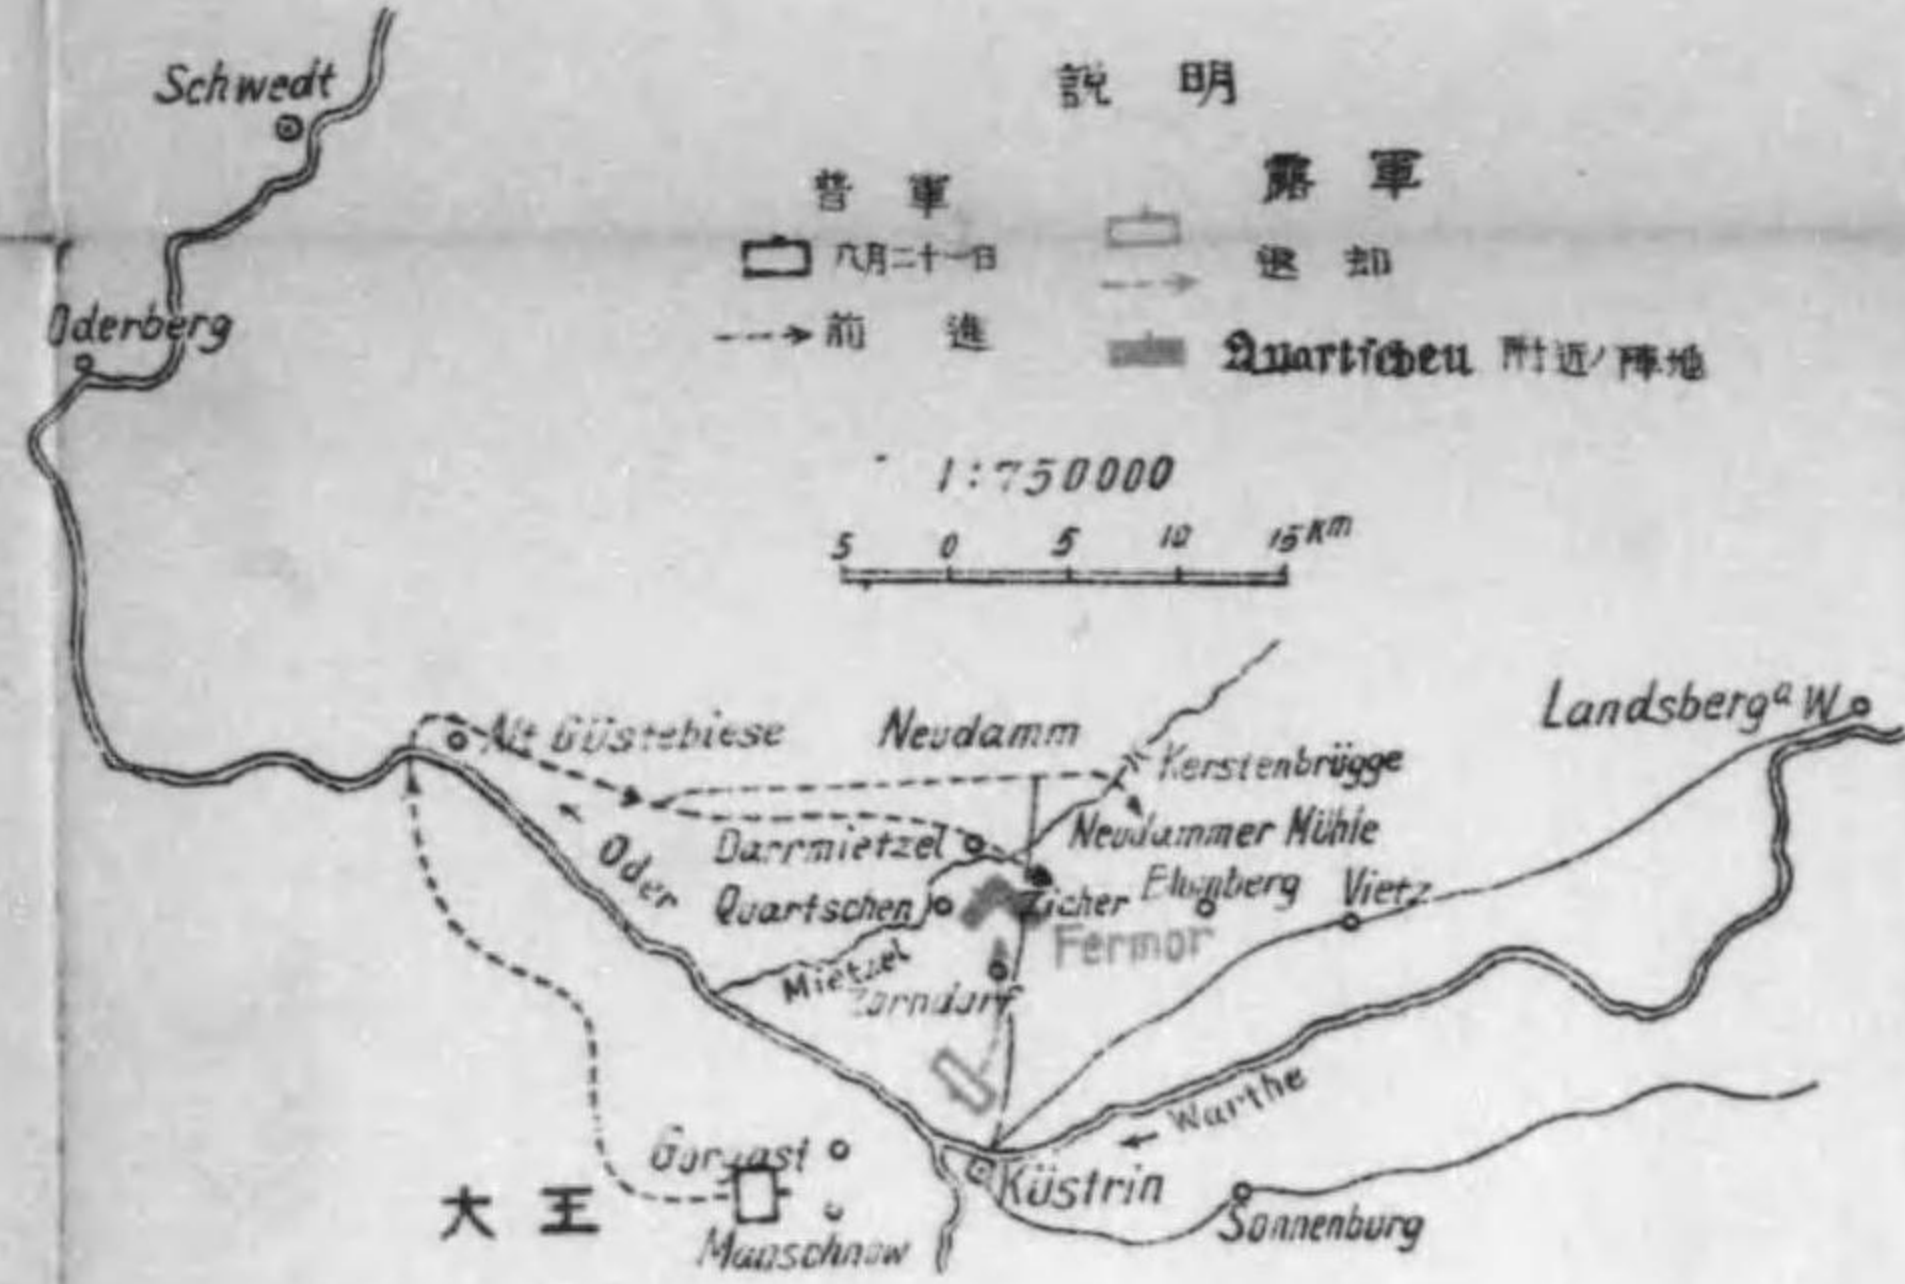 Schwedt
説明
普軍
露軍
八月二十一日
退却
前進
Quartschen 附近ノ陣地
Oderberg
1:750000
5 0 5 10 15 Km
Landsberg a W
Alt Güstebiese
Neudamm
Kerstenbrügge
Darrmietzel
Neudammer Mühle
Oder
Quartschen
Zicher
Blumberg
Vietz
Fermor
Mietzel
Zorndorf
Warthe
Gorgast
大王
Küstrin
Sonnenburg
Manschnow